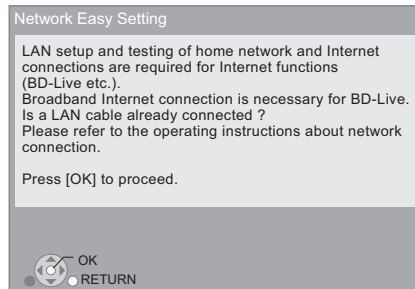 Network Easy Setting
LAN setup and testing of home network and Internet
connections are required for Internet functions
(BD-Live etc.).
Broadband Internet connection is necessary for BD-Live.
Is a LAN cable already connected ?
Please refer to the operating instructions about network
connection.
Press [OK] to proceed.
OK
RETURN